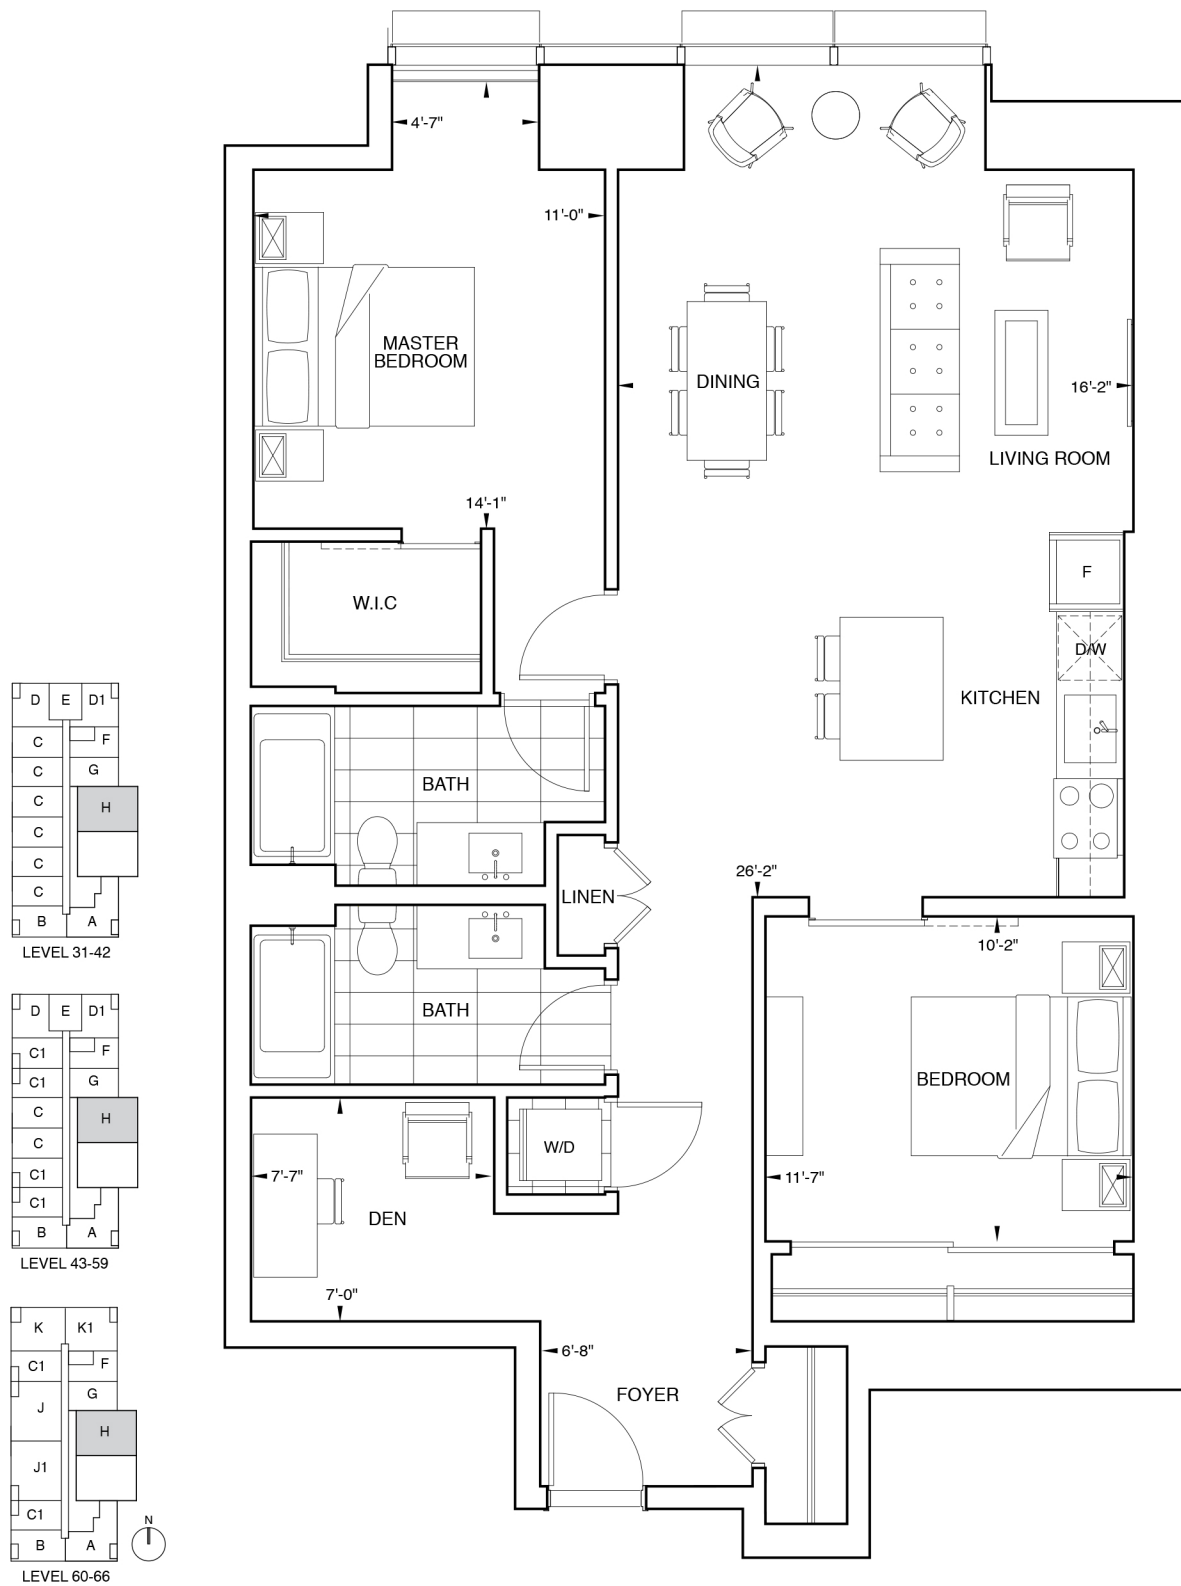 4'-7"
11'-0"
MASTER
BEDROOM
DINING
16'-2"
LIVING ROOM
14'-1"
W.I.C
F
D/W
KITCHEN
BATH
26'-2"
LINEN
10'-2"
BATH
BEDROOM
W/D
7'-7"
11'-7"
DEN
7'-0"
6'-8"
FOYER
D E D1
C F
C G
C H
C
C
C
B A
LEVEL 31-42
D E D1
C1 F
C1 G
C H
C
C1
C1
B A
LEVEL 43-59
K K1
C1 F
J G
H
J1
C1
B A
N
LEVEL 60-66